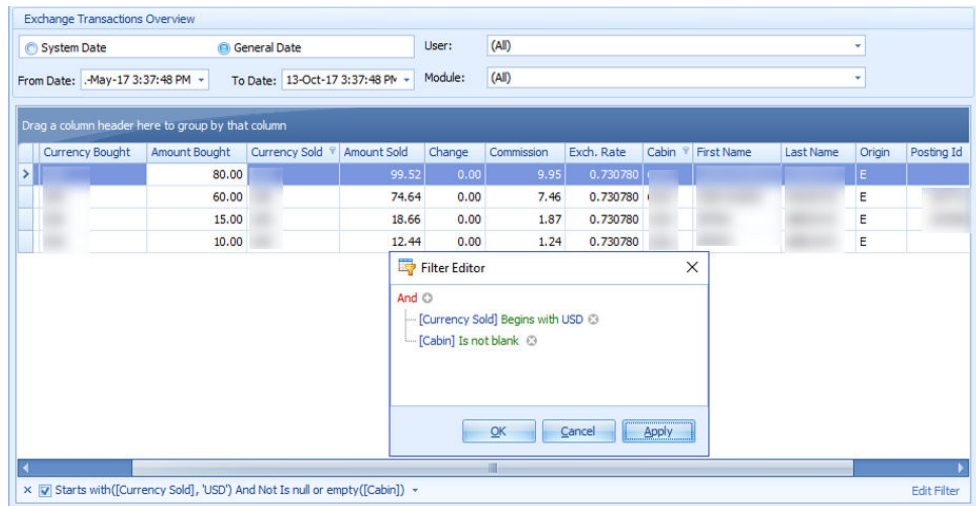 Exchange Transactions Overview
System Date General Date User: (All)
From Date: .-May-17 3:37:48 PM To Date: 13-Oct-17 3:37:48 PM Module: (All)
Drag a column header here to group by that column
Currency Bought Amount Bought Currency Sold Amount Sold Change Commission Exch. Rate Cabin First Name Last Name Origin Posting Id
80.00 99.52 0.00 9.95 0.730780 E
60.00 74.64 0.00 7.46 0.730780 E
15.00 18.66 0.00 1.87 0.730780 E
10.00 12.44 0.00 1.24 0.730780 E
Filter Editor
And
[Currency Sold] Begins with USD
[Cabin] Is not blank
OK Cancel Apply
Starts with([Currency Sold], 'USD') And Not Is null or empty([Cabin]) Edit Filter